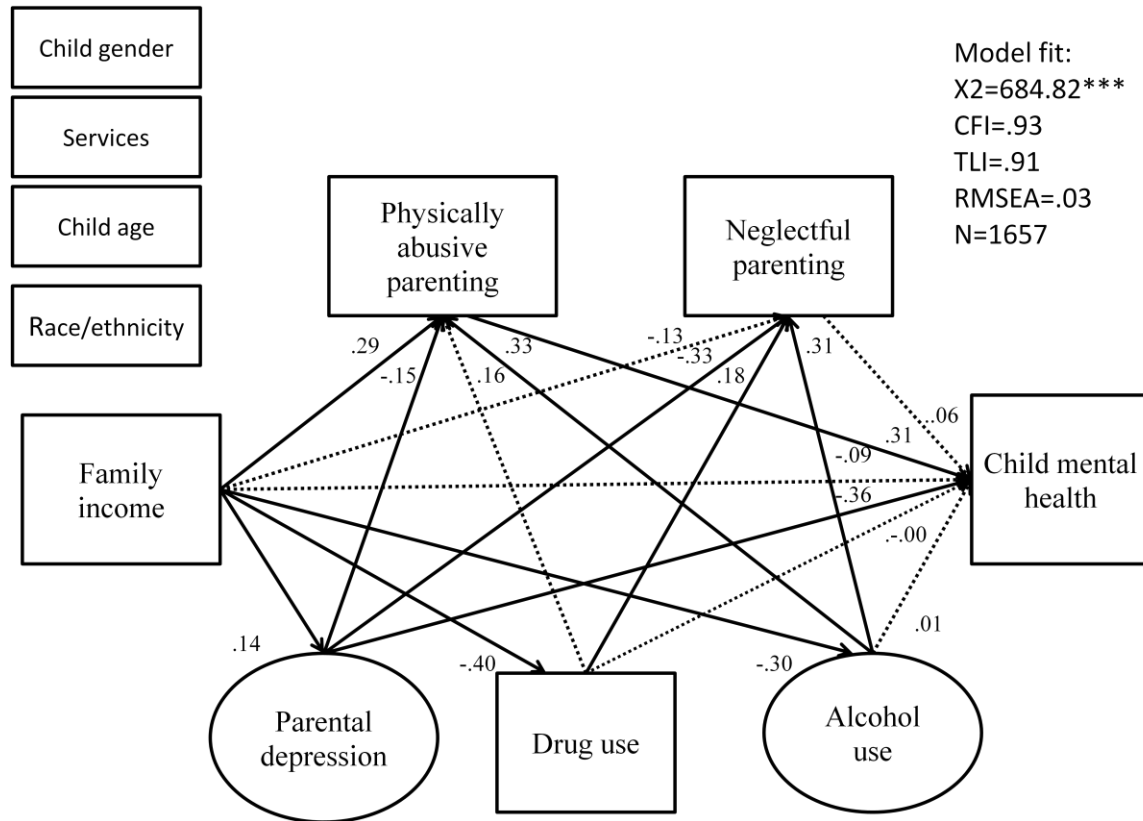 Child gender
Services
Child age
Race/ethnicity
Model fit:
X2=684.82***
CFI=.93
TLI=.91
RMSEA=.03
N=1657
Physically
abusive
parenting
Neglectful
parenting
.29
-.15
.33
.16
-.13
-.33
.18
.31
.06
.31
-.09
-.36
.-00
.01
Family
income
Child mental
health
.14
-.40
-.30
Parental
depression
Drug use
Alcohol
use